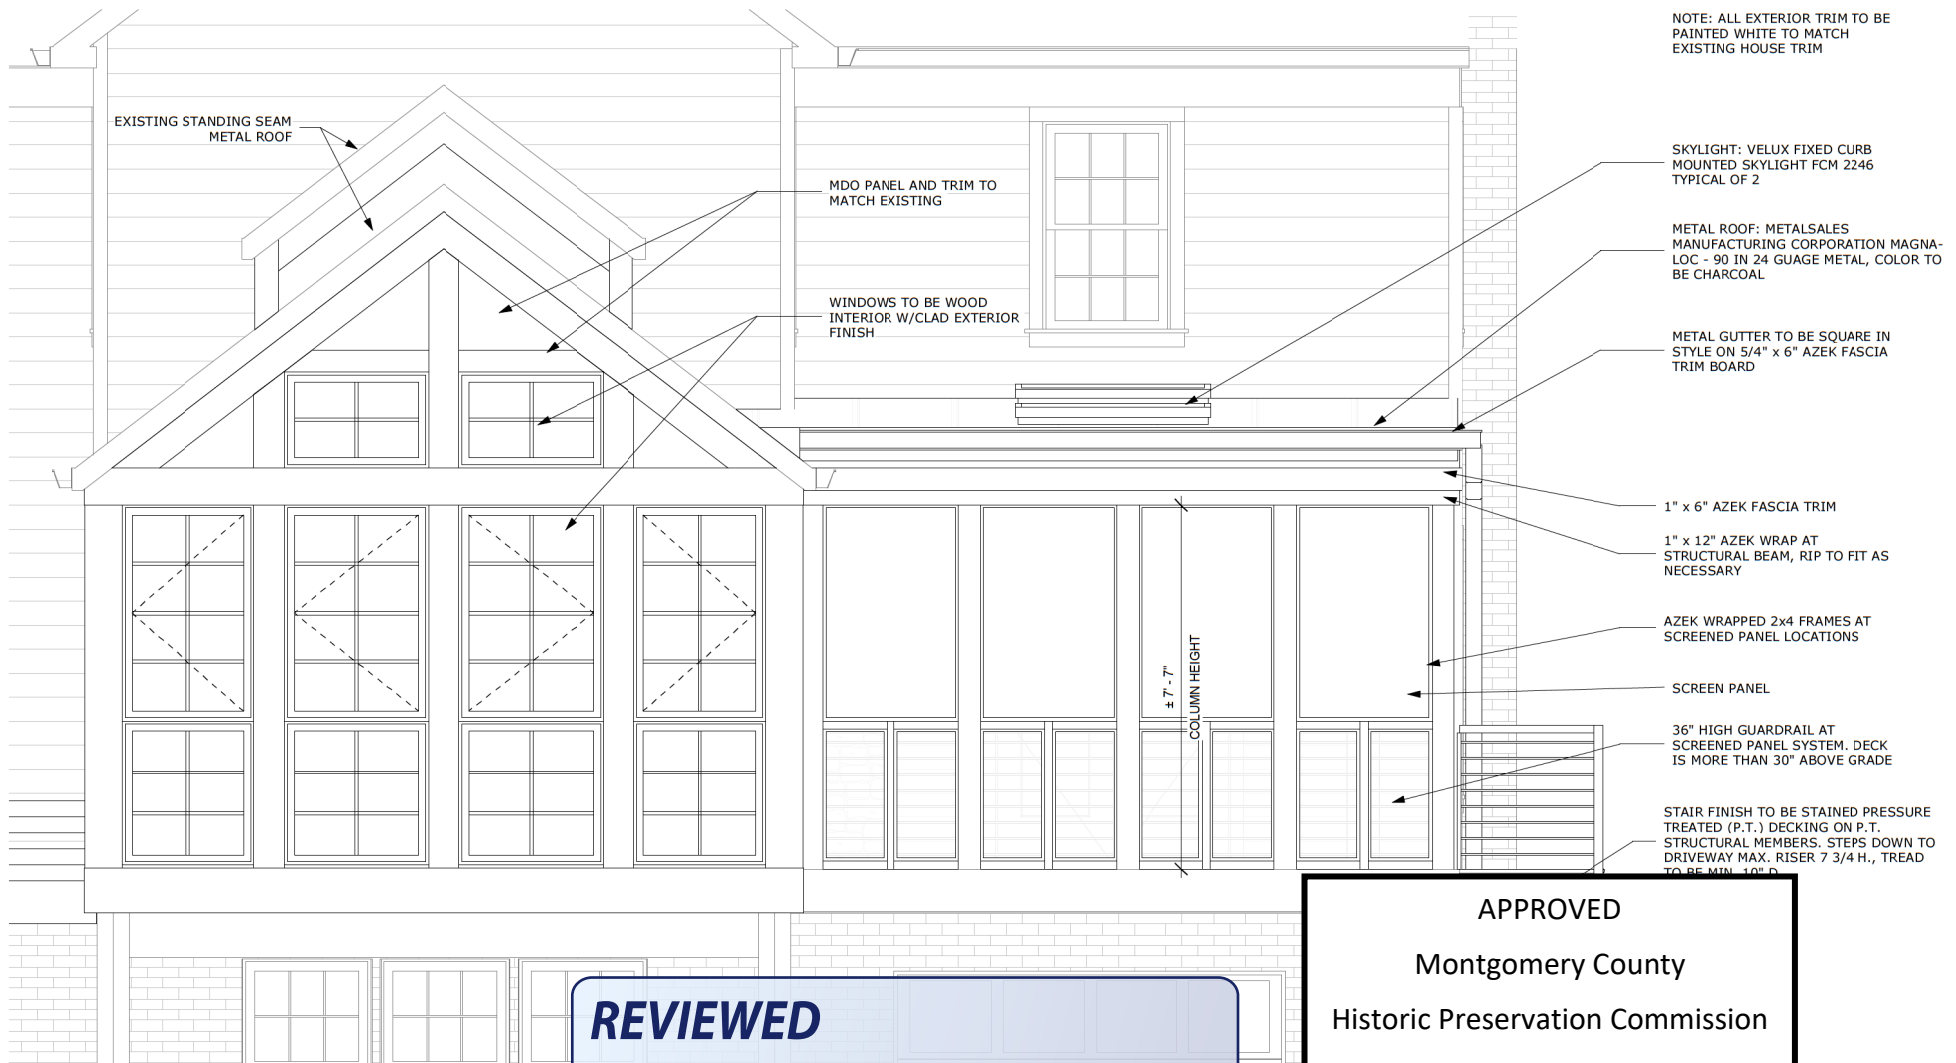 NOTE: ALL EXTERIOR TRIM TO BE
PAINTED WHITE TO MATCH
EXISTING HOUSE TRIM
EXISTING STANDING SEAM
METAL ROOF
MDO PANEL AND TRIM TO
MATCH EXISTING
WINDOWS TO BE WOOD
INTERIOR W/CLAD EXTERIOR
FINISH
SKYLIGHT: VELUX FIXED CURB
MOUNTED SKYLIGHT FCM 2246
TYPICAL OF 2
METAL ROOF: METALSALES
MANUFACTURING CORPORATION MAGNA-
LOC - 90 IN 24 GUAGE METAL, COLOR TO
BE CHARCOAL
METAL GUTTER TO BE SQUARE IN
STYLE ON 5/4" x 6" AZEK FASCIA
TRIM BOARD
1" x 6" AZEK FASCIA TRIM
1" x 12" AZEK WRAP AT
STRUCTURAL BEAM, RIP TO FIT AS
NECESSARY
AZEK WRAPPED 2x4 FRAMES AT
SCREENED PANEL LOCATIONS
SCREEN PANEL
36" HIGH GUARDRAIL AT
SCREENED PANEL SYSTEM. DECK
IS MORE THAN 30" ABOVE GRADE
STAIR FINISH TO BE STAINED PRESSURE
TREATED (P.T.) DECKING ON P.T.
STRUCTURAL MEMBERS. STEPS DOWN TO
DRIVEWAY MAX. RISER 7 3/4 H., TREAD
TO BE MIN. 10" D
± 7' - 7"
COLUMN HEIGHT
REVIEWED
APPROVED
Montgomery County
Historic Preservation Commission